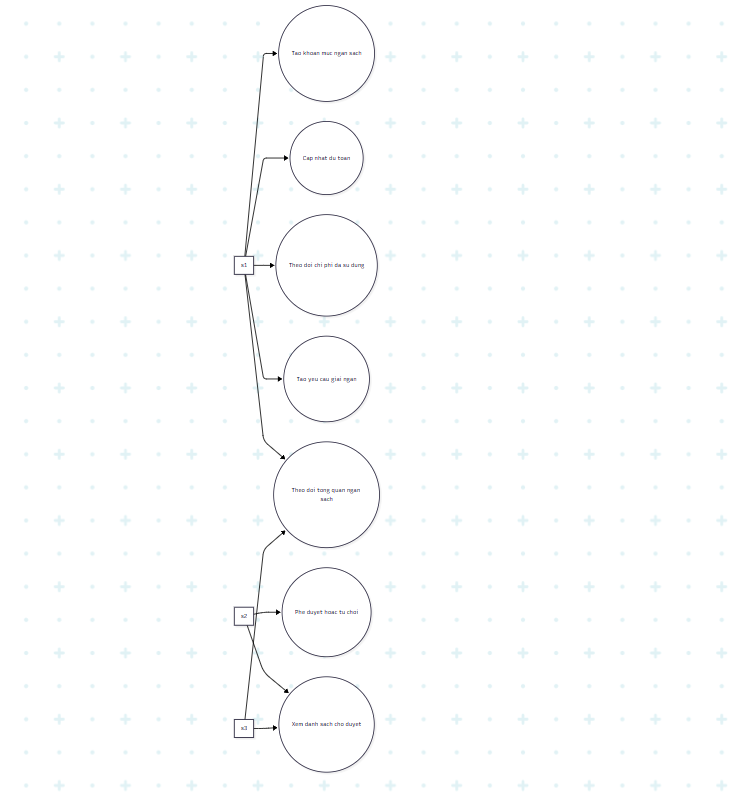 Tao khoan muc ngan sach
Cap nhat du toan
a1
Theo doi chi phi da su dung
Tao yeu cau giai ngan
Theo doi tong quan ngan
sach
a2
Phe duyet hoac tu choi
a3
Xem danh sach cho duyet